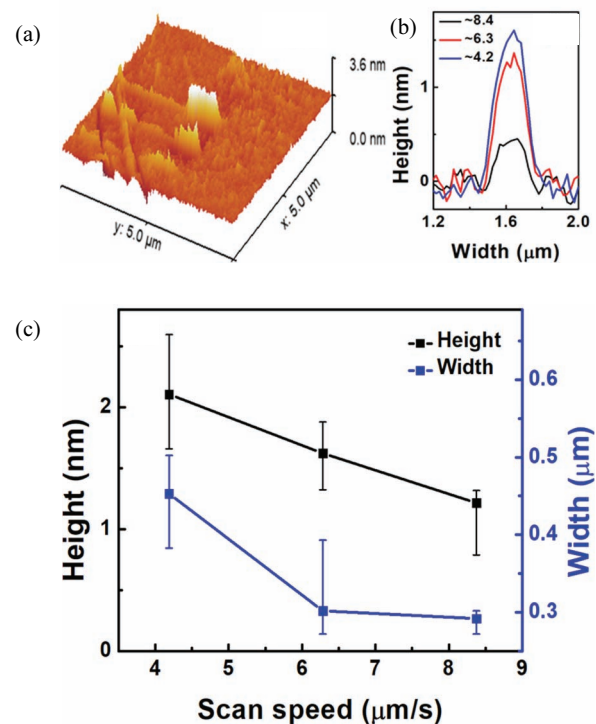 (a)
3.6 nm
0.0 nm
x: 5.0 µm
y: 5.0 µm
(b)
~8.4
~6.3
~4.2
Height (nm)
1
0
1.2 1.6 2.0
Width (µm)
(c)
Height
Width
Height (nm)
2
1
0
0.6
0.5
0.4
0.3
Width (µm)
4 5 6 7 8 9
Scan speed (µm/s)